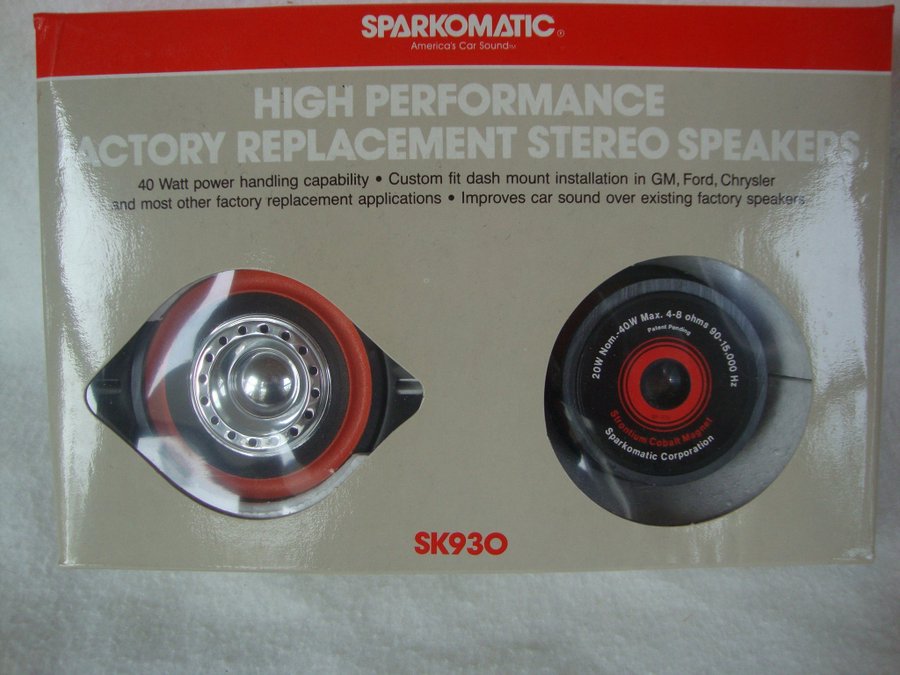 SPARKOMATIC®
America's Car Sound™
HIGH PERFORMANCE
FACTORY REPLACEMENT STEREO SPEAKERS
40 Watt power handling capability • Custom fit dash mount installation in GM, Ford, Chrysler
and most other factory replacement applications • Improves car sound over existing factory speakers
20W Nom.-40W Max. 4-8 ohms 90-15,000 Hz
Patent Pending
Strontium Cobalt Magnet
Sparkomatic Corporation
SK930